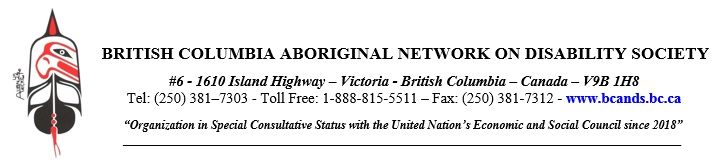 BRITISH COLUMBIA ABORIGINAL NETWORK ON DISABILITY SOCIETY
#6 - 1610 Island Highway – Victoria - British Columbia – Canada – V9B 1H8
Tel: (250) 381–7303 - Toll Free: 1-888-815-5511 – Fax: (250) 381-7312 - www.bcands.bc.ca
“Organization in Special Consultative Status with the United Nation’s Economic and Social Council since 2018”